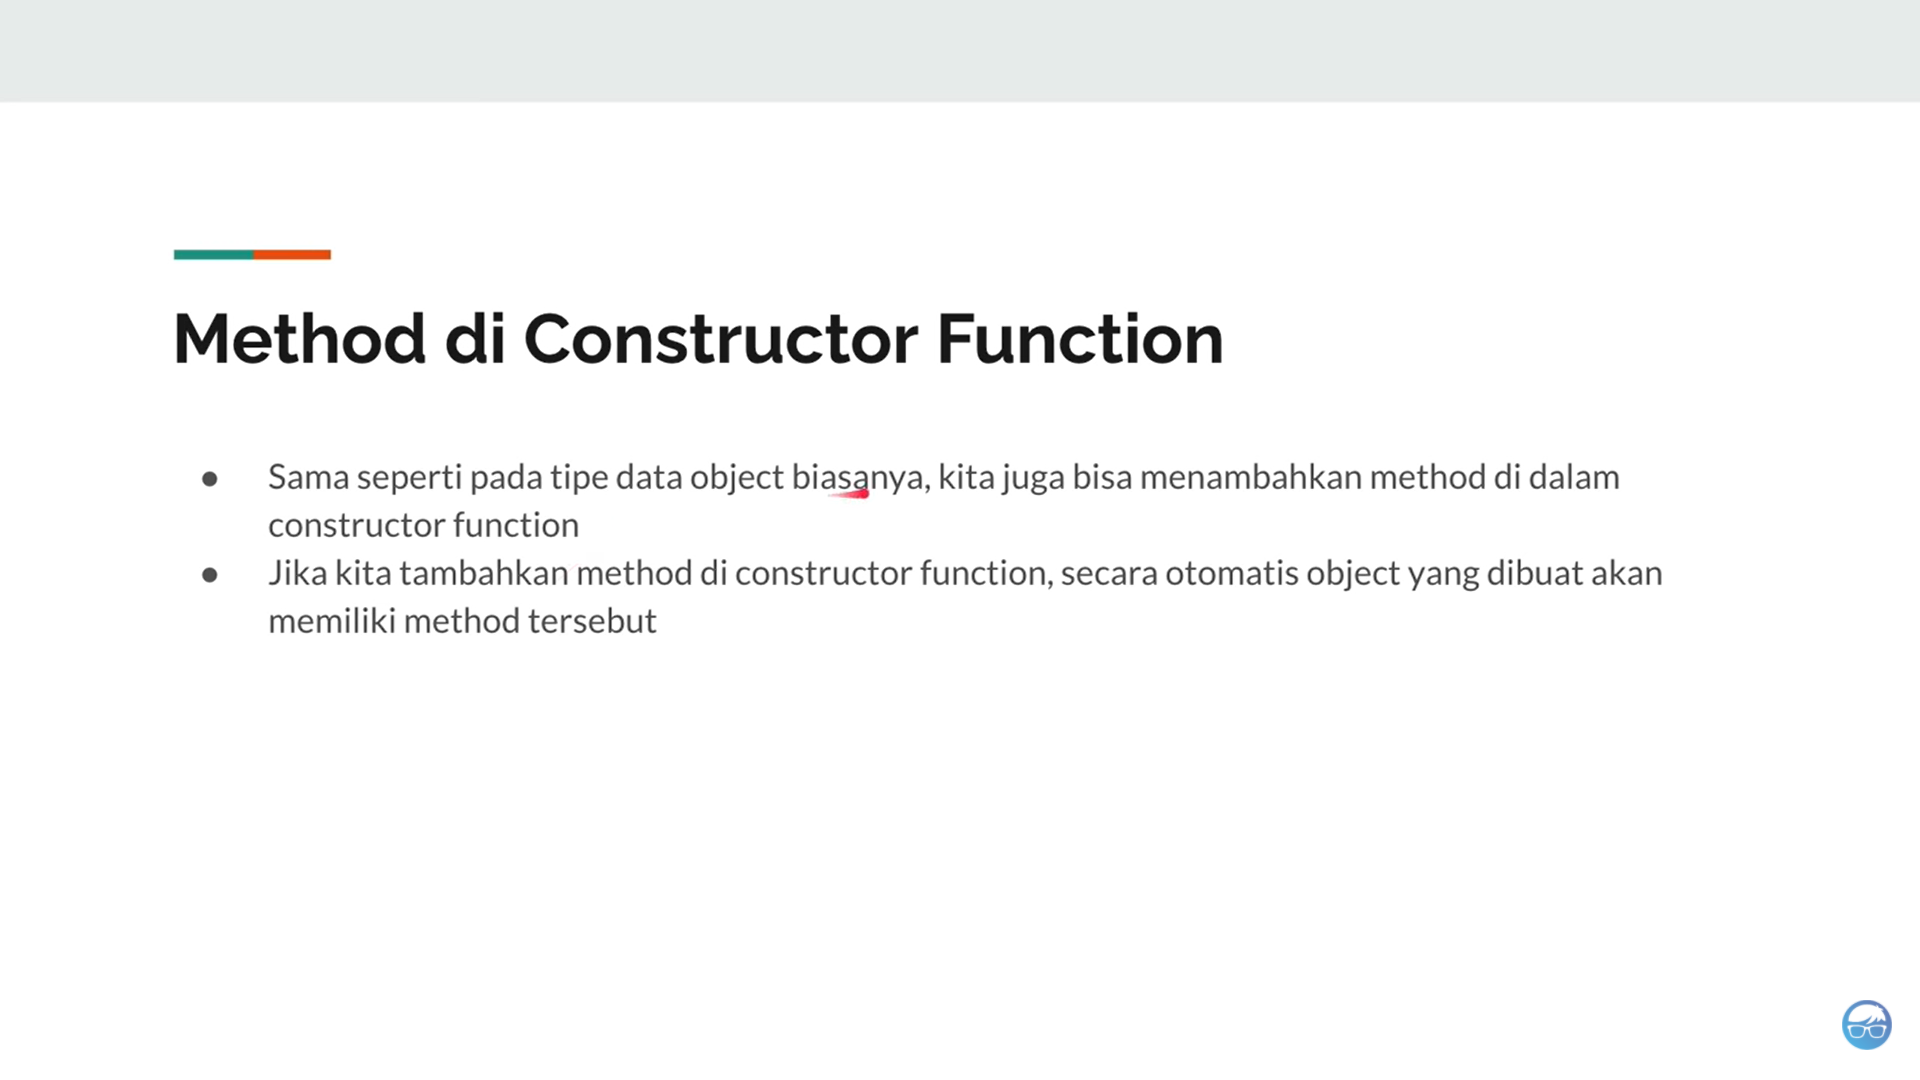 Method di Constructor Function
● Sama seperti pada tipe data object biasanya, kita juga bisa menambahkan method di dalam
constructor function
● Jika kita tambahkan method di constructor function, secara otomatis object yang dibuat akan
memiliki method tersebut